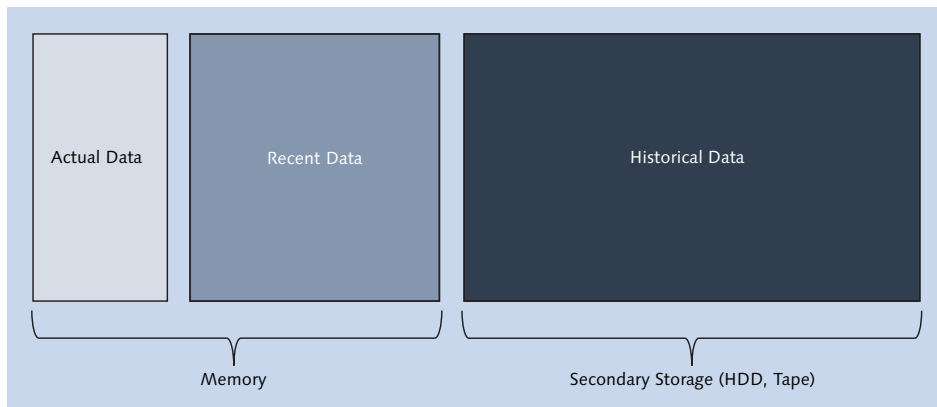 Actual Data
Recent Data
Historical Data
Memory
Secondary Storage (HDD, Tape)